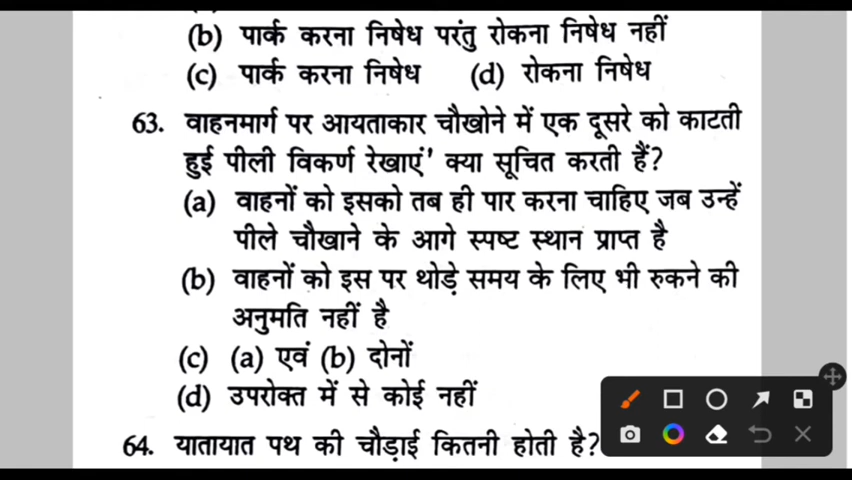 (b) पार्क करना निषेध परंतु रोकना निषेध नहीं
(c) पार्क करना निषेध (d) रोकना निषेध
63. वाहनमार्ग पर आयताकार चौखोने में एक दूसरे को काटती
हुई पीली विकर्ण रेखाएं' क्या सूचित करती हैं?
(a) वाहनों को इसको तब ही पार करना चाहिए जब उन्हें
पीले चौखाने के आगे स्पष्ट स्थान प्राप्त है
(b) वाहनों को इस पर थोड़े समय के लिए भी रुकने की
अनुमति नहीं है
(c) (a) एवं (b) दोनों
(d) उपरोक्त में से कोई नहीं
64. यातायात पथ की चौड़ाई कितनी होती है?